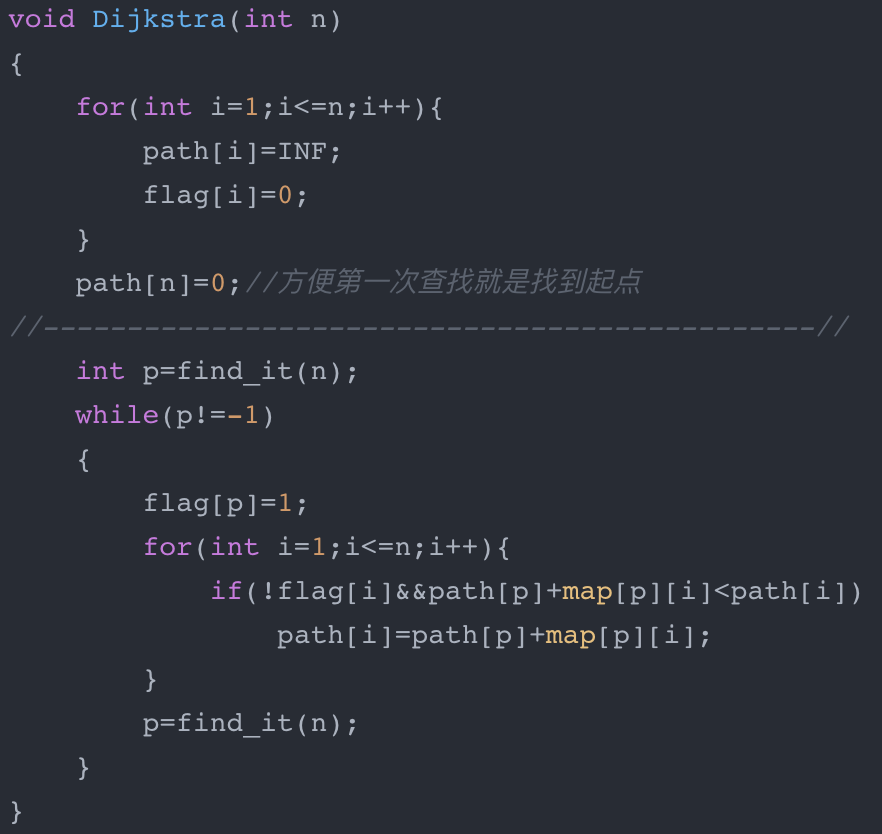 void Dijkstra(int n)
{
    for(int i=1;i<=n;i++){
        path[i]=INF;
        flag[i]=0;
    }
    path[n]=0;//方便第一次查找就是找到起点
//----------------------------------------------//
    int p=find_it(n);
    while(p!=-1)
    {
        flag[p]=1;
        for(int i=1;i<=n;i++){
            if(!flag[i]&&path[p]+map[p][i]<path[i])
                path[i]=path[p]+map[p][i];
        }
        p=find_it(n);
    }
}